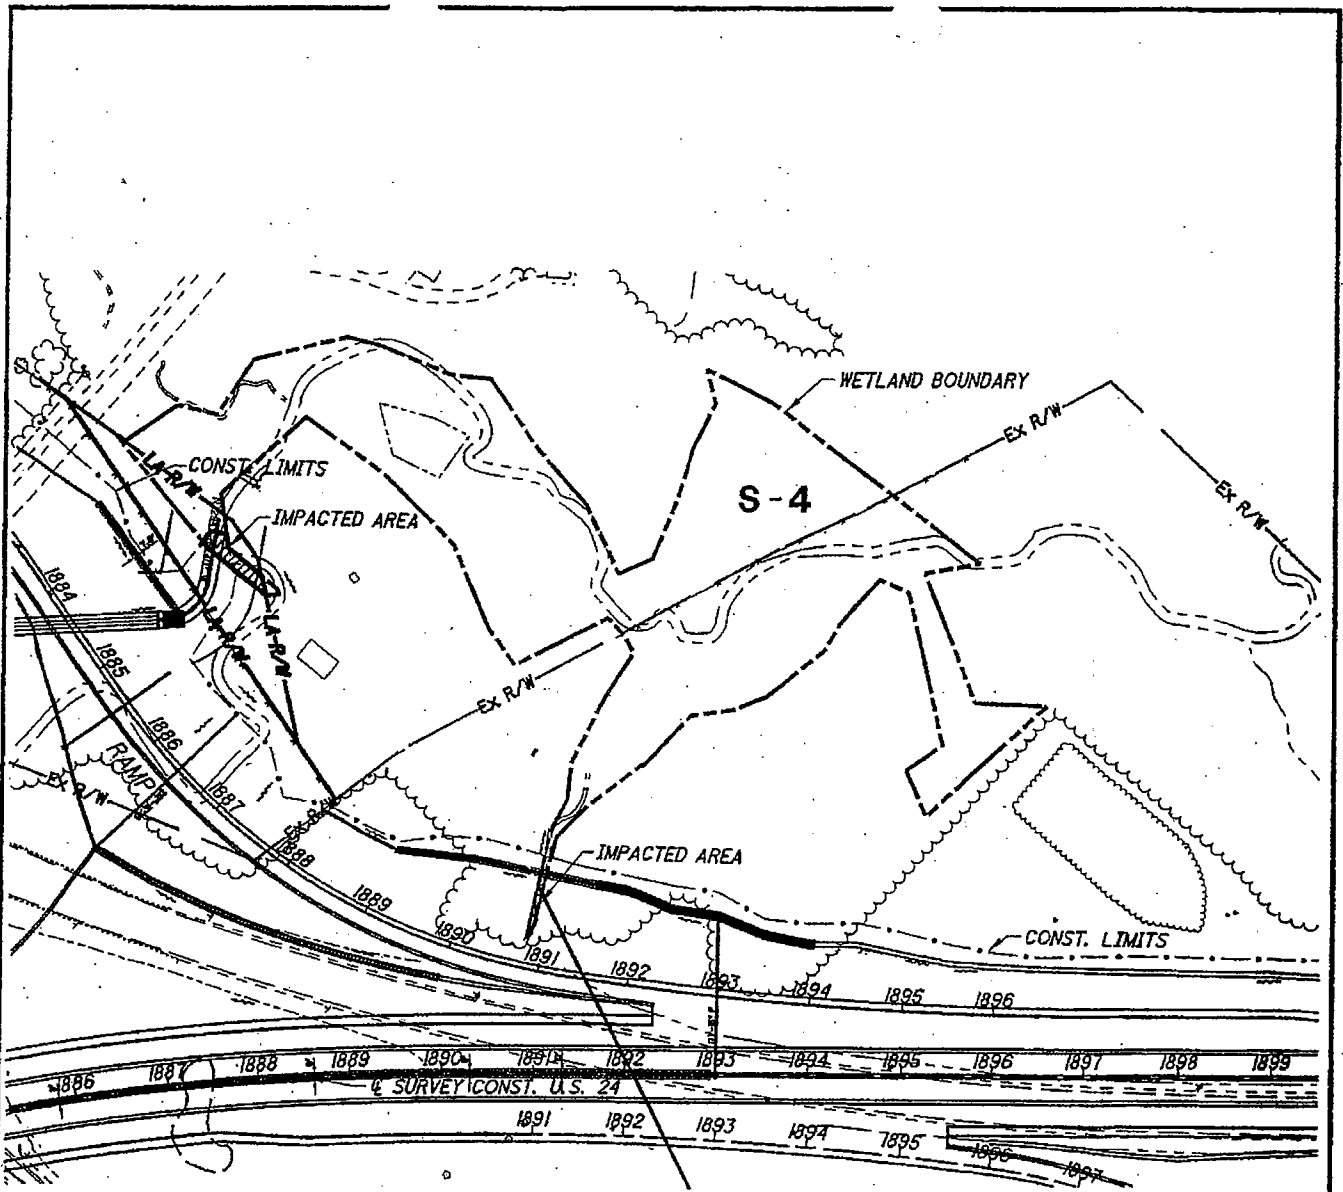 WETLAND BOUNDARY
Ex R/W
Ex R/W
S-4
LA-R/W
CONST. LIMITS
IMPACTED AREA
1884
LA-R/W
1885
Ex R/W
1886
RAMP
Ex R/W
1887
Ex R/W
1888
IMPACTED AREA
1889
1890
CONST. LIMITS
1891
1892
1893
1894
1895
1896
1886
1887
1888
1889
1890
1891
1892
1893
1894
1895
1896
1897
1898
1899
℄ SURVEY\CONST. U.S. 24
1891
1892
1893
1894
1895
1896
1897